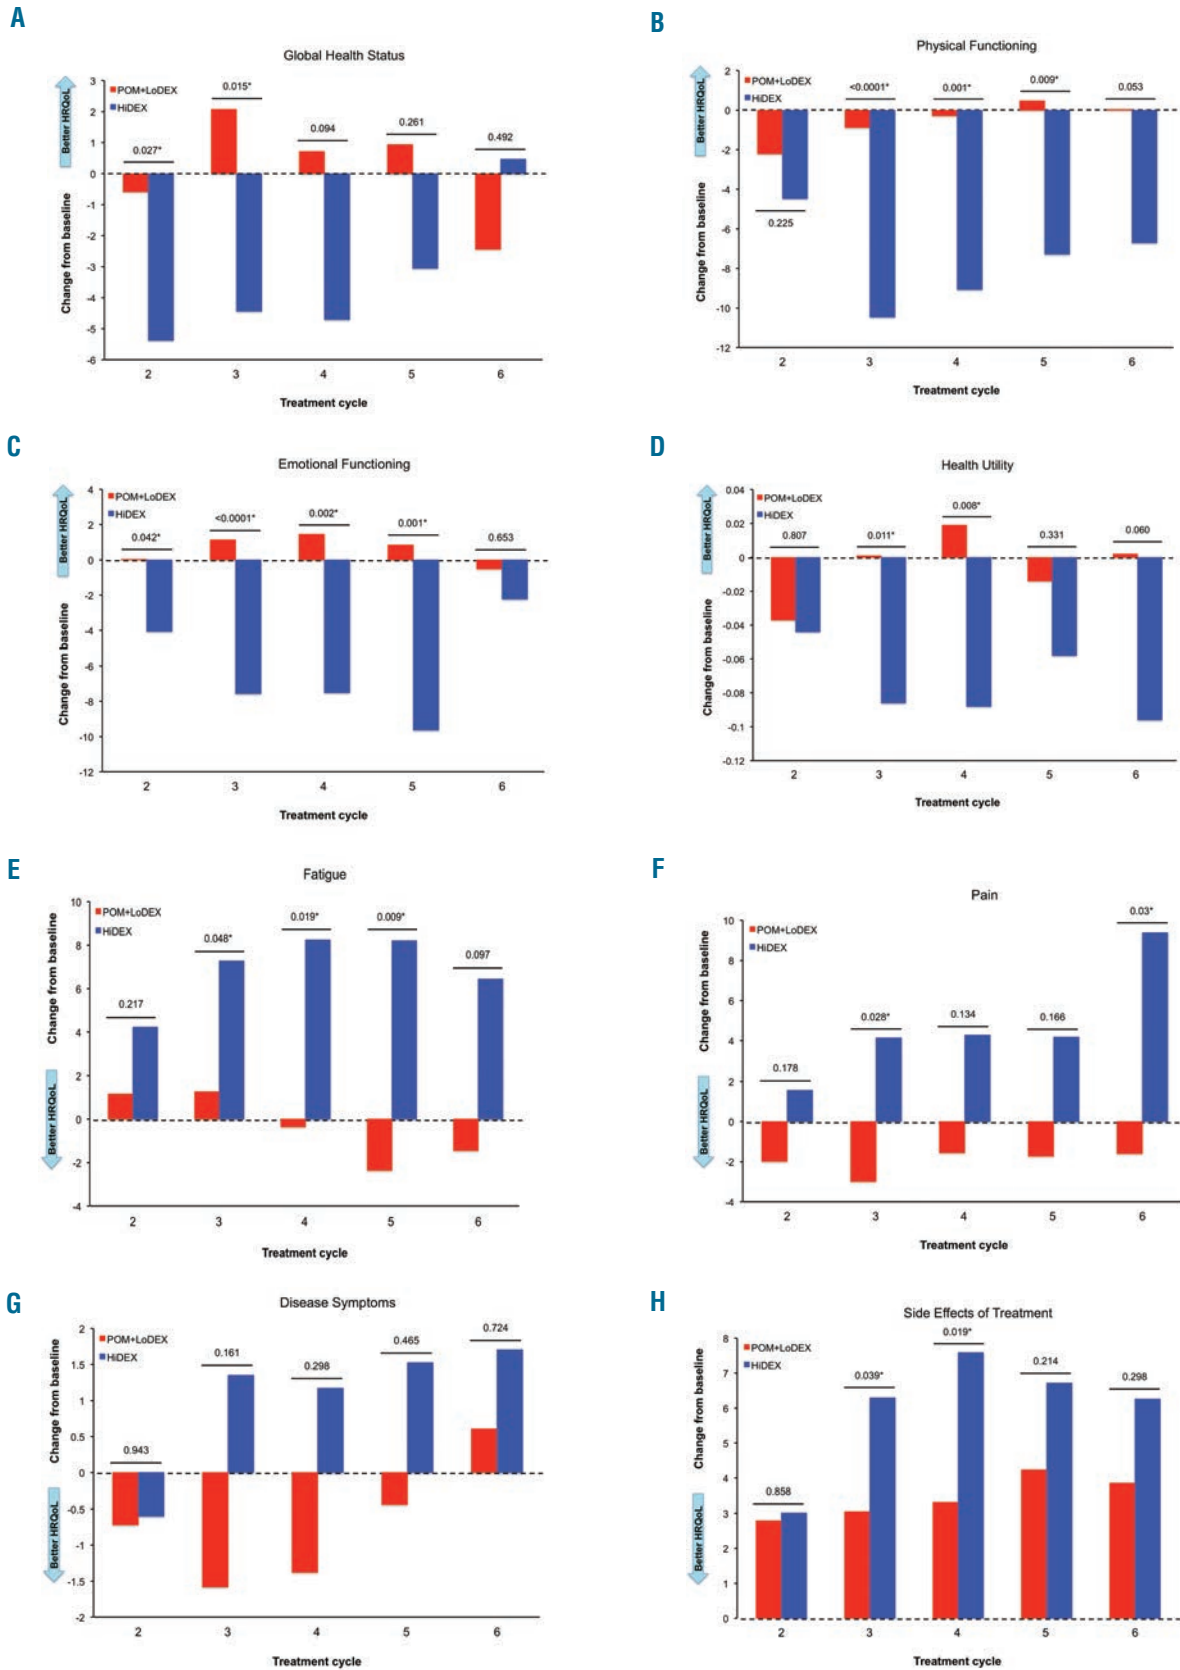 A
Global Health Status
Better HRQoL
Change from baseline
POM+LoDEX
HiDEX
3
2
1
0
-1
-2
-3
-4
-5
-6
0.027*
0.015*
0.094
0.261
0.492
2 3 4 5 6
Treatment cycle
B
Physical Functioning
Better HRQoL
Change from baseline
POM+LoDEX
HiDEX
2
0
-2
-4
-6
-8
-10
-12
0.225
<0.0001*
0.001*
0.009*
0.053
2 3 4 5 6
Treatment cycle
C
Emotional Functioning
Better HRQoL
Change from baseline
POM+LoDEX
HiDEX
4
2
0
-2
-4
-6
-8
-10
-12
0.042*
<0.0001*
0.002*
0.001*
0.653
2 3 4 5 6
Treatment cycle
D
Health Utility
Better HRQoL
Change from baseline
POM+LoDEX
HiDEX
0.04
0.02
0
-0.02
-0.04
-0.06
-0.08
-0.1
-0.12
0.807
0.011*
0.008*
0.331
0.060
2 3 4 5 6
Treatment cycle
E
Fatigue
Change from baseline
Better HRQoL
POM+LoDEX
HiDEX
10
8
6
4
2
0
-2
-4
0.217
0.048*
0.019*
0.009*
0.097
2 3 4 5 6
Treatment cycle
F
Pain
Change from baseline
Better HRQoL
POM+LoDEX
HiDEX
10
8
6
4
2
0
-2
-4
0.178
0.028*
0.134
0.166
0.03*
2 3 4 5 6
Treatment cycle
G
Disease Symptoms
Change from baseline
Better HRQoL
POM+LoDEX
HiDEX
2
1.5
1
0.5
0
-0.5
-1
-1.5
-2
0.943
0.161
0.298
0.465
0.724
2 3 4 5 6
Treatment cycle
H
Side Effects of Treatment
Change from baseline
Better HRQoL
POM+LoDEX
HiDEX
8
7
6
5
4
3
2
1
0
0.858
0.039*
0.019*
0.214
0.298
2 3 4 5 6
Treatment cycle